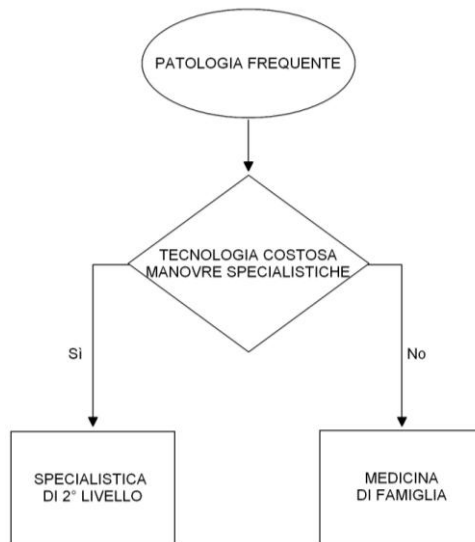 PATOLOGIA FREQUENTE
TECNOLOGIA COSTOSA
MANOVRE SPECIALISTICHE
Sì
No
SPECIALISTICA
DI 2° LIVELLO
MEDICINA
DI FAMIGLIA